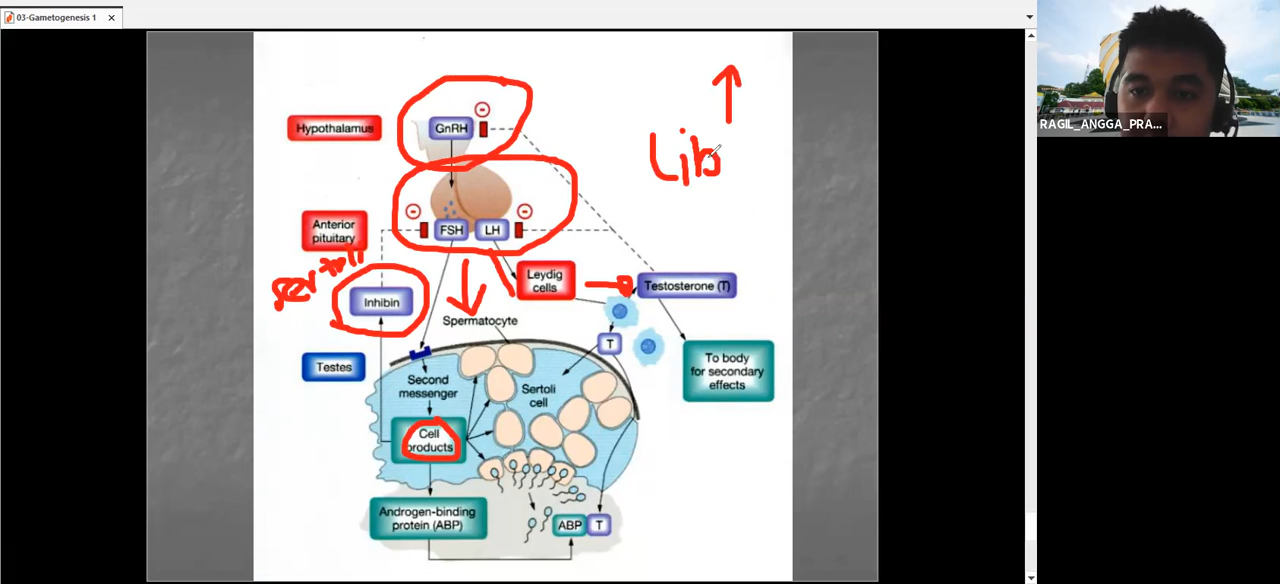 03-Gametogenesis 1
RAGIL_ANGGA_PRA...
Hypothalamus
GnRH
Lib
Anterior
pituitary
FSH
LH
sertoli
Inhibin
Leydig
cells
Testosterone (T)
Spermatocyte
T
Testes
To body
for secondary
effects
Second
messenger
Sertoli
cell
Cell
products
Androgen-binding
protein (ABP)
ABP
T